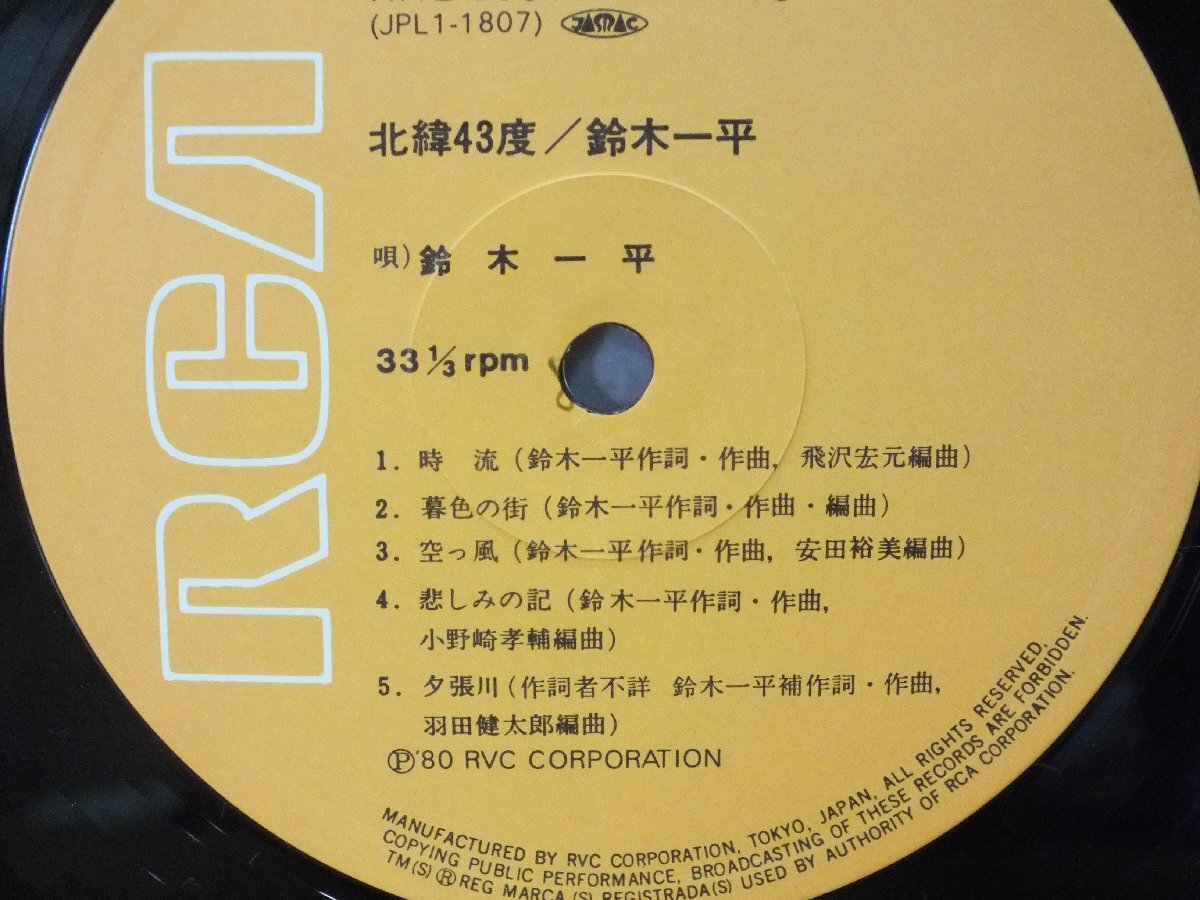 (JPL1-1807) JASRAC
RCA
北緯43度／鈴木一平
唄) 鈴木一平
33 1/3 rpm
1. 時 流 (鈴木一平作詞・作曲, 飛沢宏元編曲)
2. 暮色の街 (鈴木一平作詞・作曲・編曲)
3. 空っ風 (鈴木一平作詞・作曲, 安田裕美編曲)
4. 悲しみの記 (鈴木一平作詞・作曲,
小野崎孝輔編曲)
5. 夕張川 (作詞者不詳 鈴木一平補作詞・作曲,
羽田健太郎編曲)
Ⓟ'80 RVC CORPORATION
MANUFACTURED BY RVC CORPORATION, TOKYO, JAPAN, ALL RIGHTS RESERVED,
COPYING PUBLIC PERFORMANCE, BROADCASTING OF THESE RECORDS ARE FORBIDDEN.
TM(S) ® REG MARCA (S) REGISTRADA(S) USED BY AUTHORITY OF RCA CORPORATION.